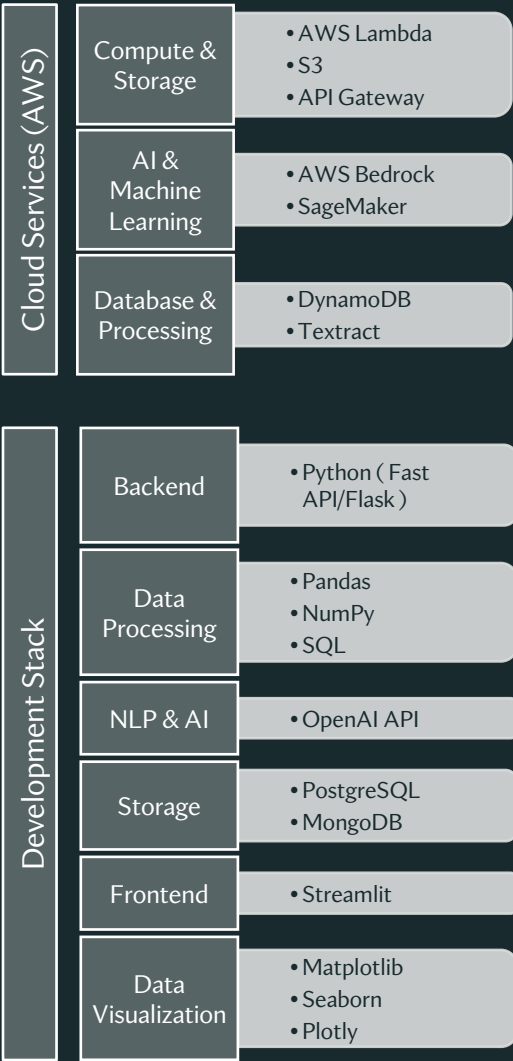 Cloud Services (AWS)
Compute &
Storage
•AWS Lambda
•S3
•API Gateway
AI &
Machine
Learning
•AWS Bedrock
•SageMaker
Database &
Processing
•DynamoDB
•Textract
Development Stack
Backend
•Python ( Fast
API/Flask )
Data
Processing
•Pandas
•NumPy
•SQL
NLP & AI
•OpenAI API
Storage
•PostgreSQL
•MongoDB
Frontend
•Streamlit
Data
Visualization
•Matplotlib
•Seaborn
•Plotly